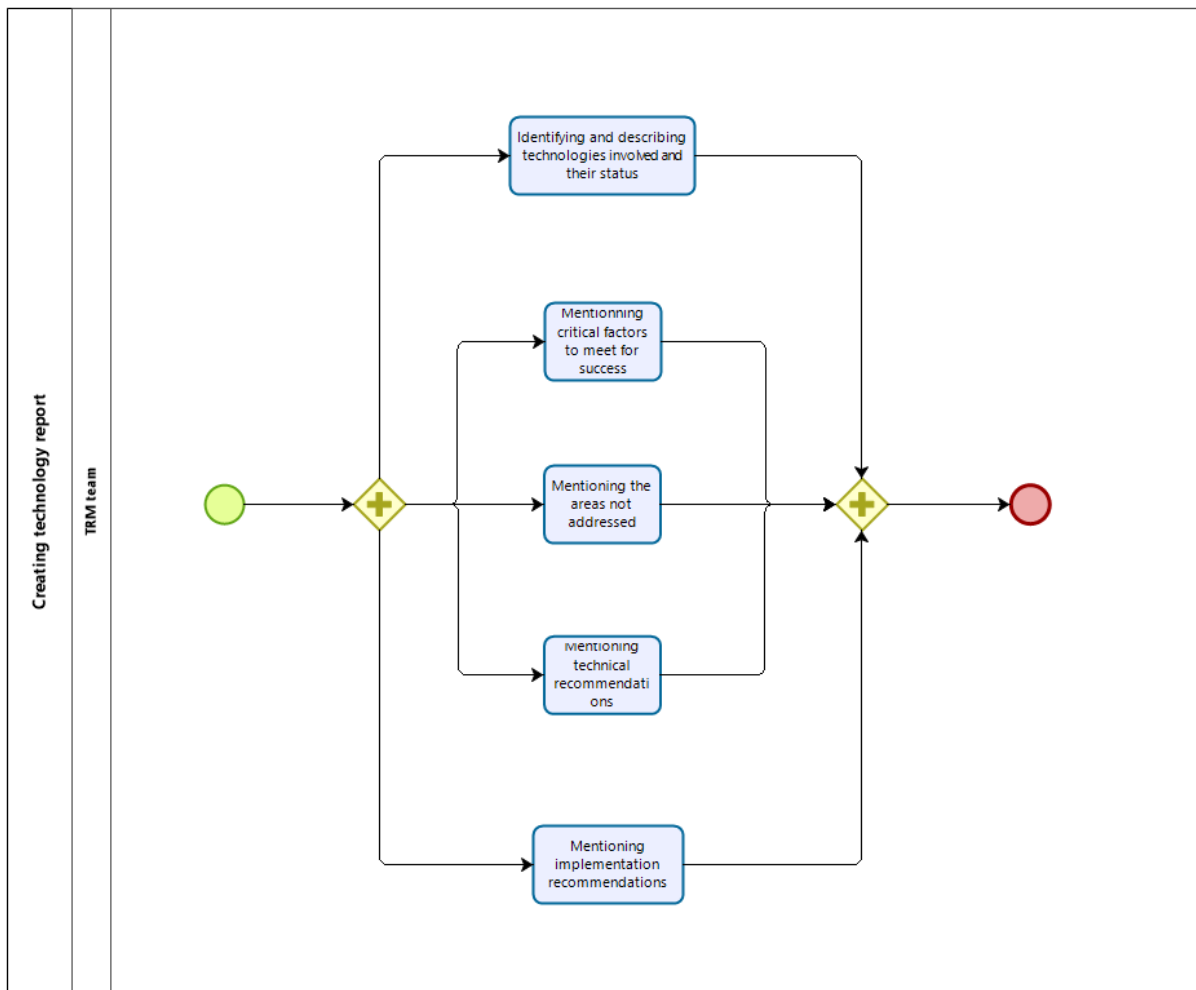 Creating technology report
TRM team
Identifying and describing
technologies involved and
their status
Mentionning
critical factors
to meet for
success
Mentioning the
areas not
addressed
Mentioning
technical
recommendati
ons
Mentioning
implementation
recommendations